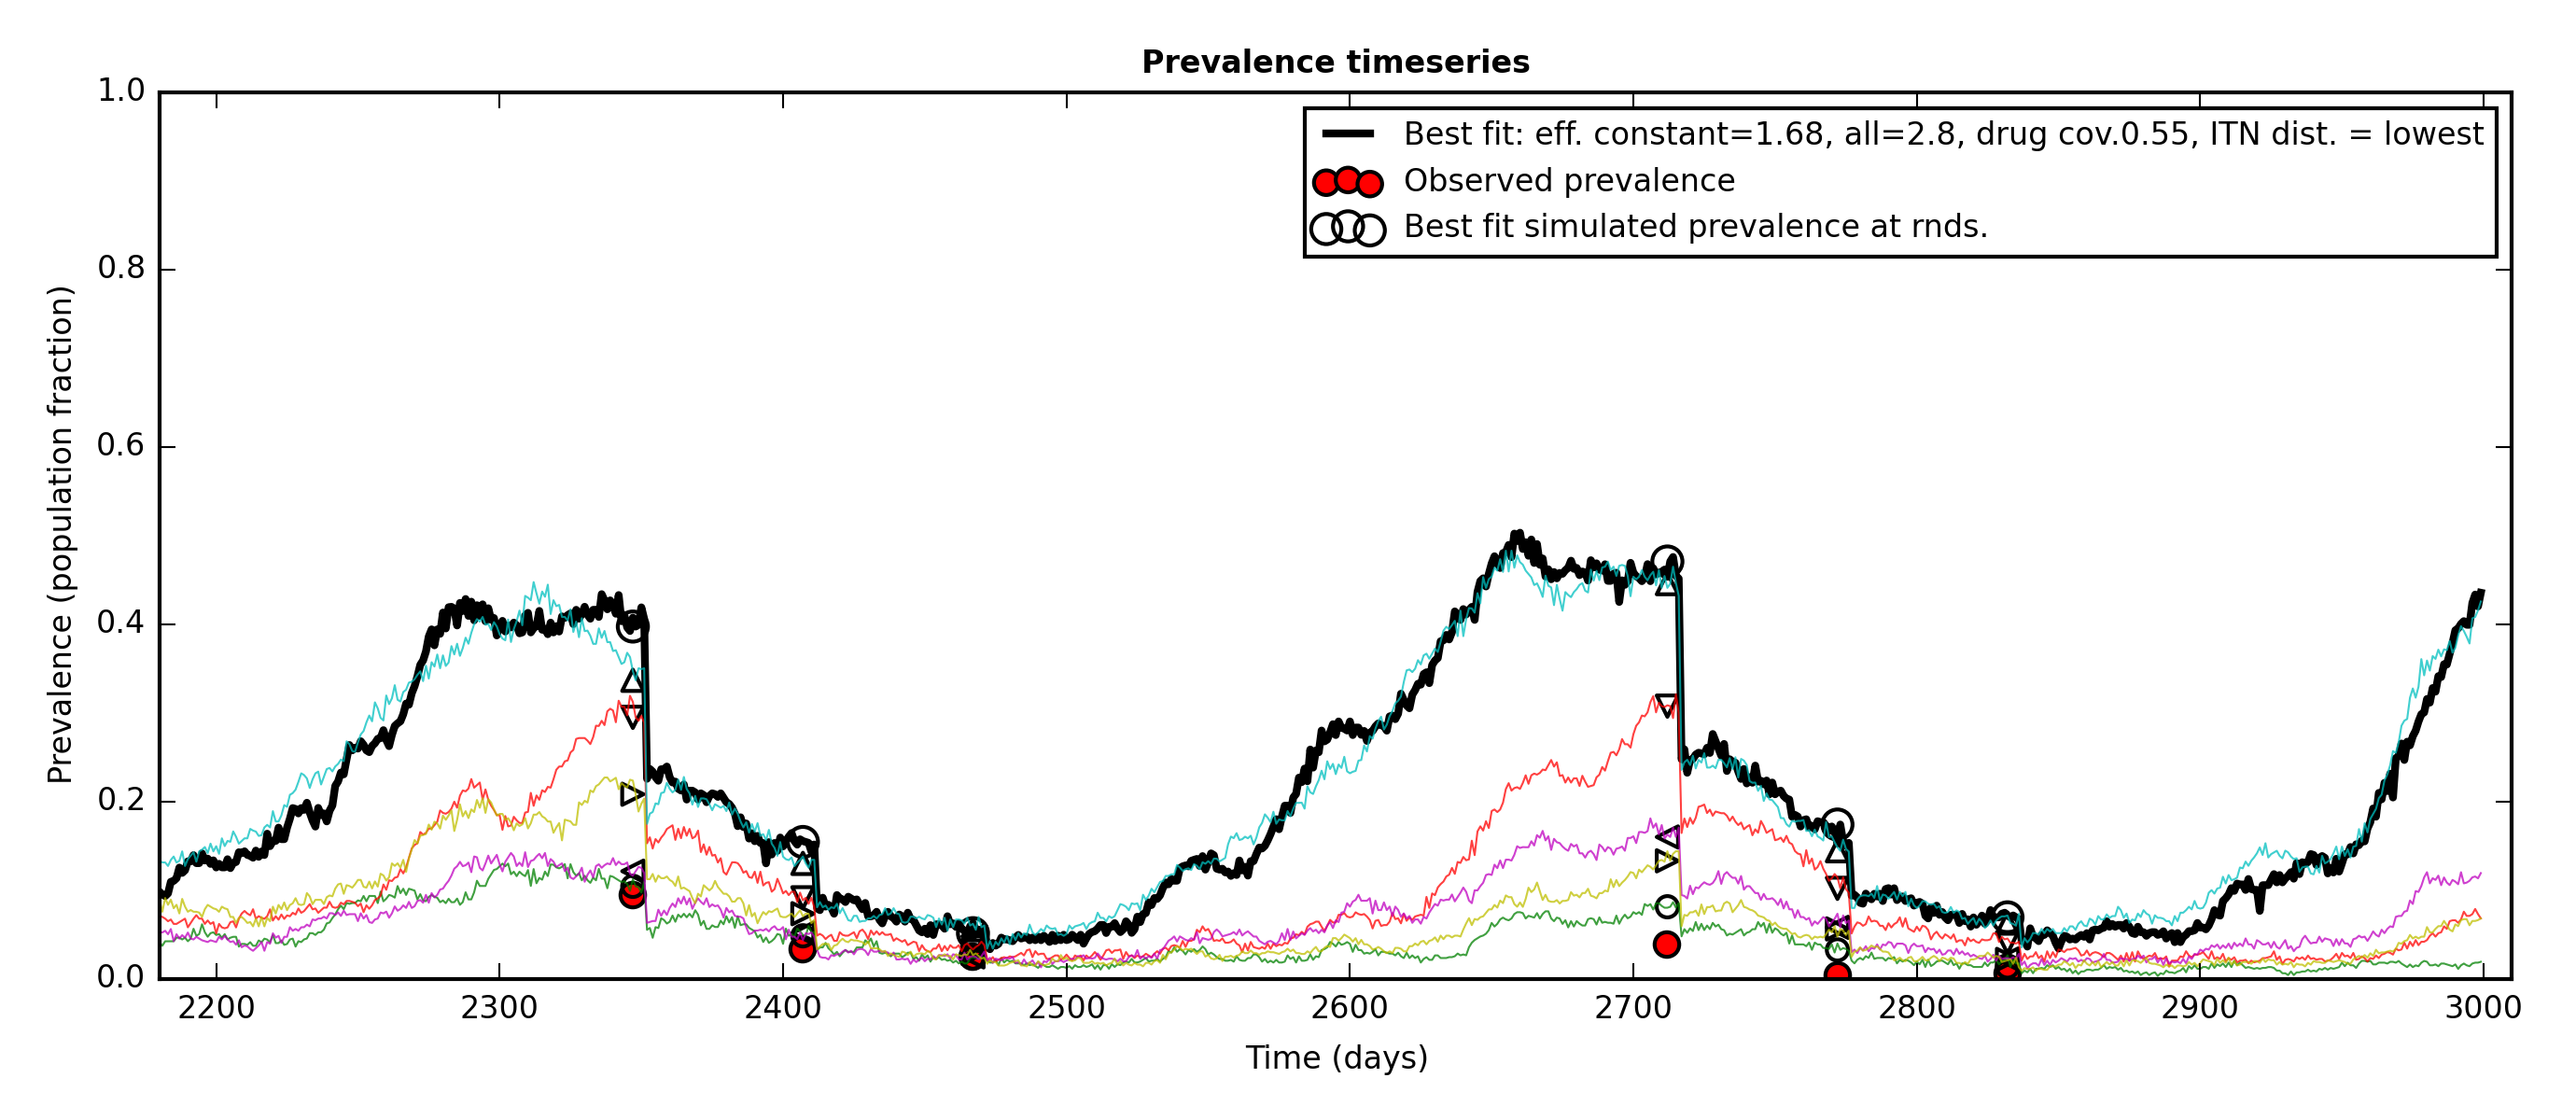 Prevalence timeseries
Best fit: eff. constant=1.68, all=2.8, drug cov.0.55, ITN dist. = lowest
Observed prevalence
Best fit simulated prevalence at rnds.
Prevalence (population fraction)
1.0
0.8
0.6
0.4
0.2
0.0
2200 2300 2400 2500 2600 2700 2800 2900 3000
Time (days)